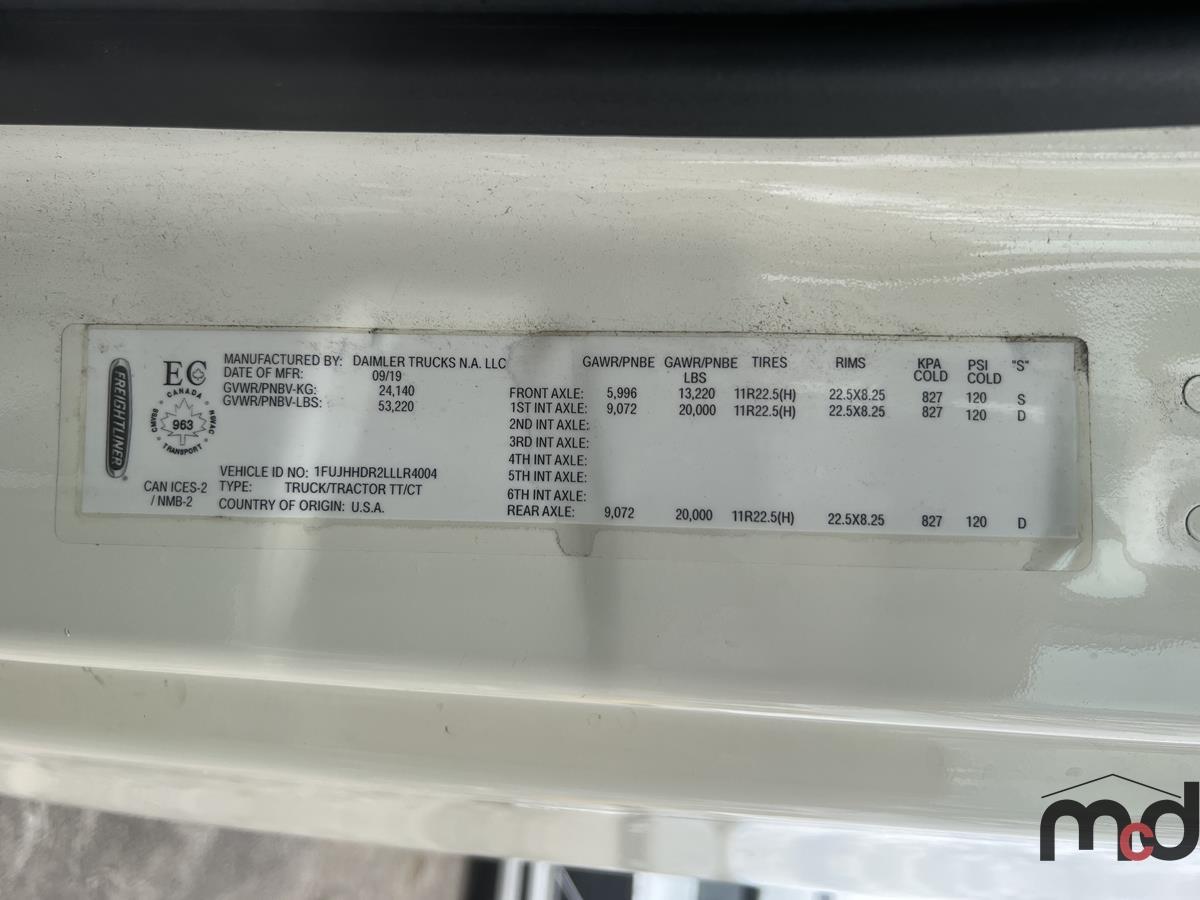 FREIGHTLINER
EC
CANADA
CMVSS NSVAC
963
TRANSPORT
CAN ICES-2
/ NMB-2
MANUFACTURED BY: DAIMLER TRUCKS N.A. LLC
DATE OF MFR: 09/19
GVWR/PNBV-KG: 24,140
GVWR/PNBV-LBS: 53,220
VEHICLE ID NO: 1FUJHHDR2LLLR4004
TYPE: TRUCK/TRACTOR TT/CT
COUNTRY OF ORIGIN: U.S.A.
GAWR/PNBE GAWR/PNBE TIRES RIMS KPA PSI "S"
LBS COLD COLD
FRONT AXLE: 5,996 13,220 11R22.5(H) 22.5X8.25 827 120 S
1ST INT AXLE: 9,072 20,000 11R22.5(H) 22.5X8.25 827 120 D
2ND INT AXLE:
3RD INT AXLE:
4TH INT AXLE:
5TH INT AXLE:
6TH INT AXLE:
REAR AXLE: 9,072 20,000 11R22.5(H) 22.5X8.25 827 120 D
mcd